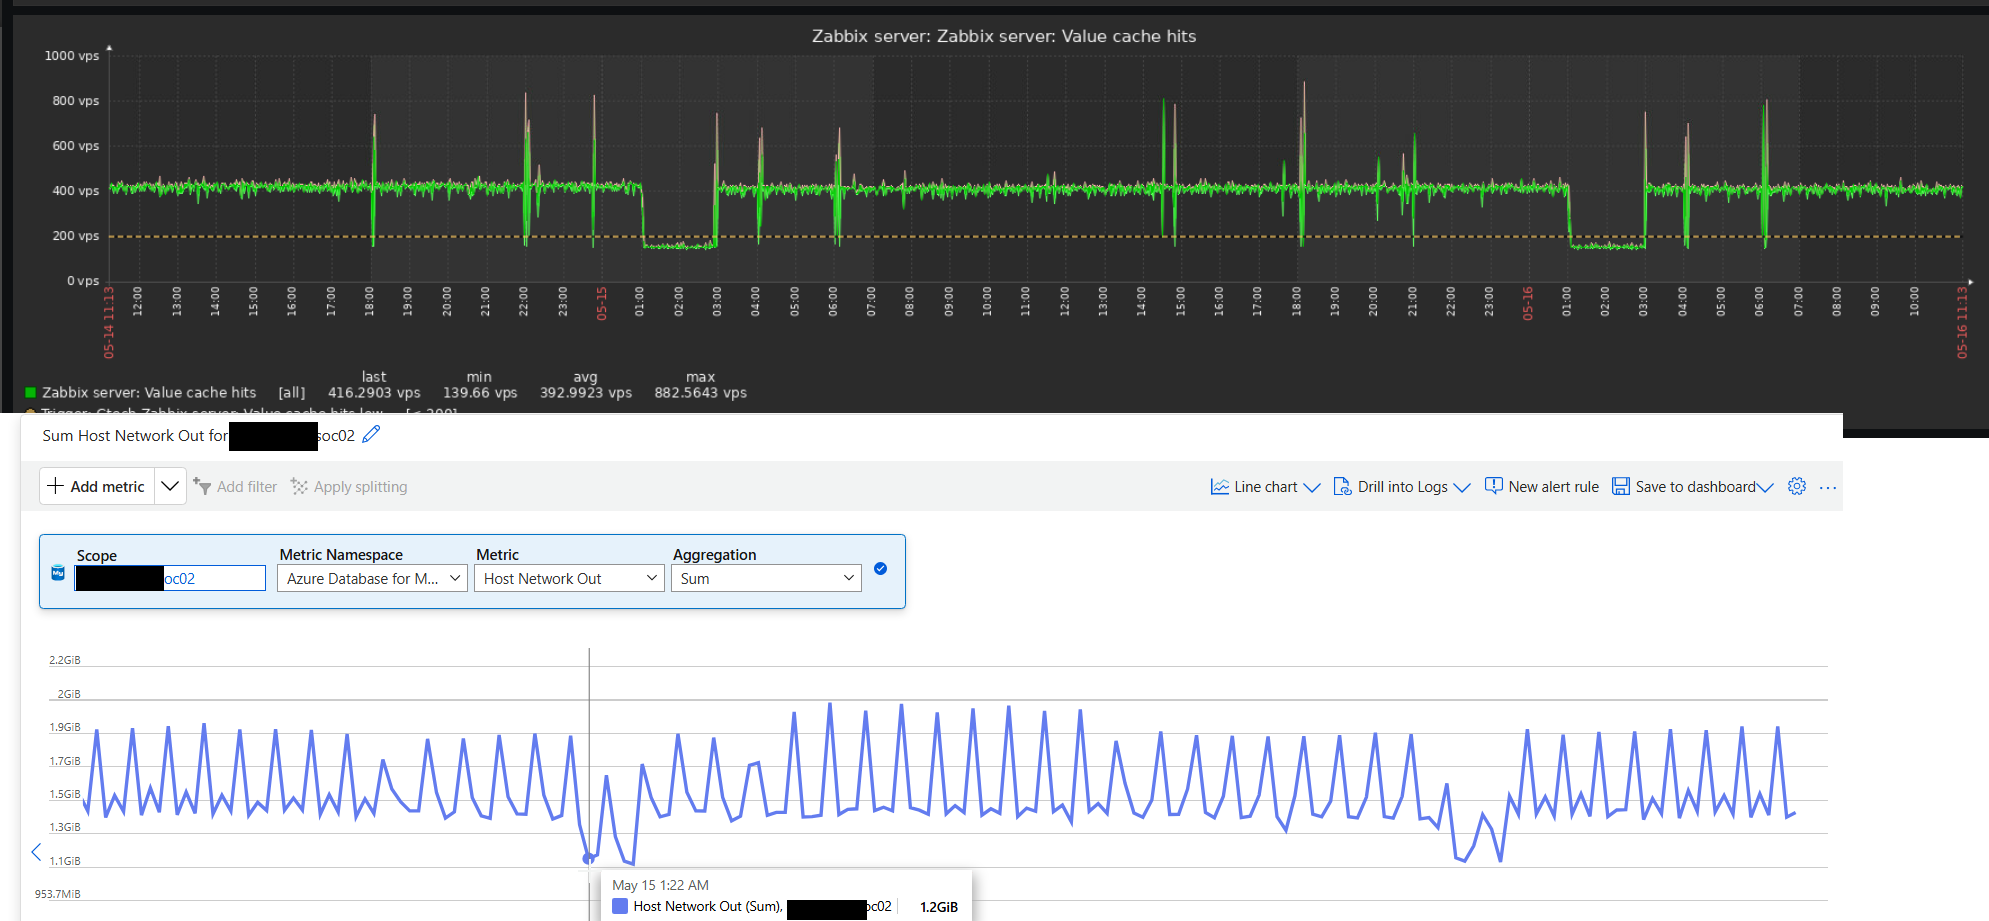 Zabbix server: Zabbix server: Value cache hits
1000 vps
800 vps
600 vps
400 vps
200 vps
0 vps
05-14 11:13 12:00 13:00 14:00 15:00 16:00 17:00 18:00 19:00 20:00 21:00 22:00 23:00 05-15 01:00 02:00 03:00 04:00 05:00 06:00 07:00 08:00 09:00 10:00 11:00 12:00 13:00 14:00 15:00 16:00 17:00 18:00 19:00 20:00 21:00 22:00 23:00 05-16 01:00 02:00 03:00 04:00 05:00 06:00 07:00 08:00 09:00 10:00 05-16 11:13
last min avg max
Zabbix server: Value cache hits [all] 416.2903 vps 139.66 vps 392.9923 vps 882.5643 vps
Trigger: Gtech Zabbix server: Value cache hits low [< 200]
Sum Host Network Out for soc02
Add metric Add filter Apply splitting Line chart Drill into Logs New alert rule Save to dashboard ...
Scope Metric Namespace Metric Aggregation
My oc02 Azure Database for M... Host Network Out Sum
2.2GiB
2GiB
1.9GiB
1.7GiB
1.5GiB
1.3GiB
1.1GiB
953.7MiB
May 15 1:22 AM
Host Network Out (Sum), oc02 1.2GiB